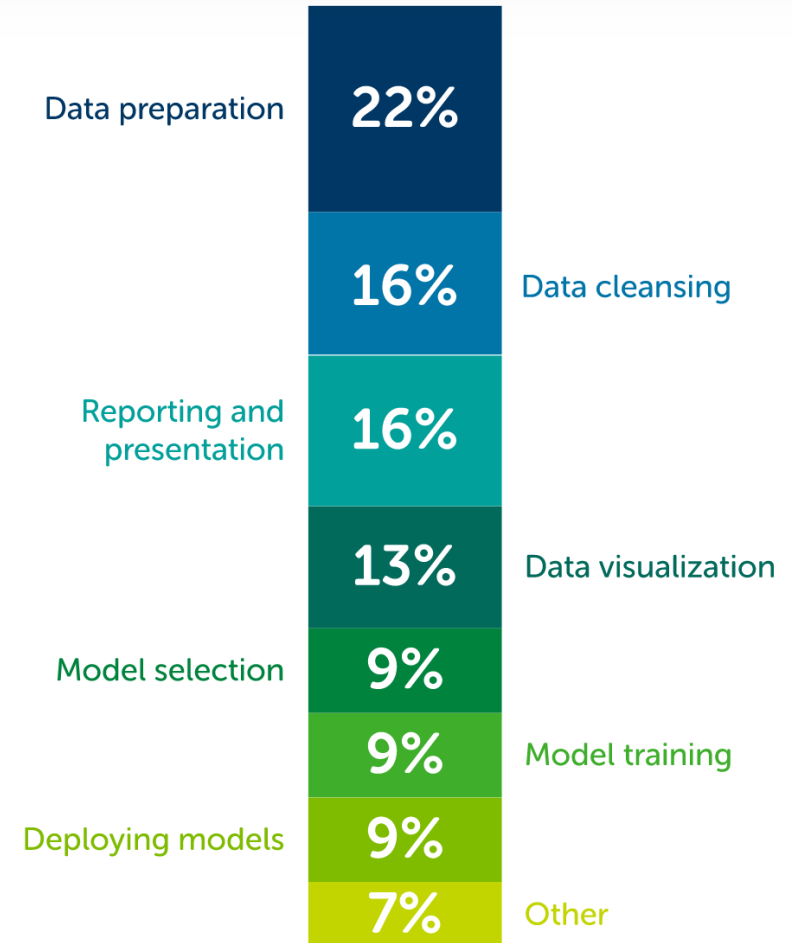 Data preparation
22%
16%
Data cleansing
Reporting and
presentation
16%
13%
Data visualization
Model selection
9%
9%
Model training
Deploying models
9%
7%
Other